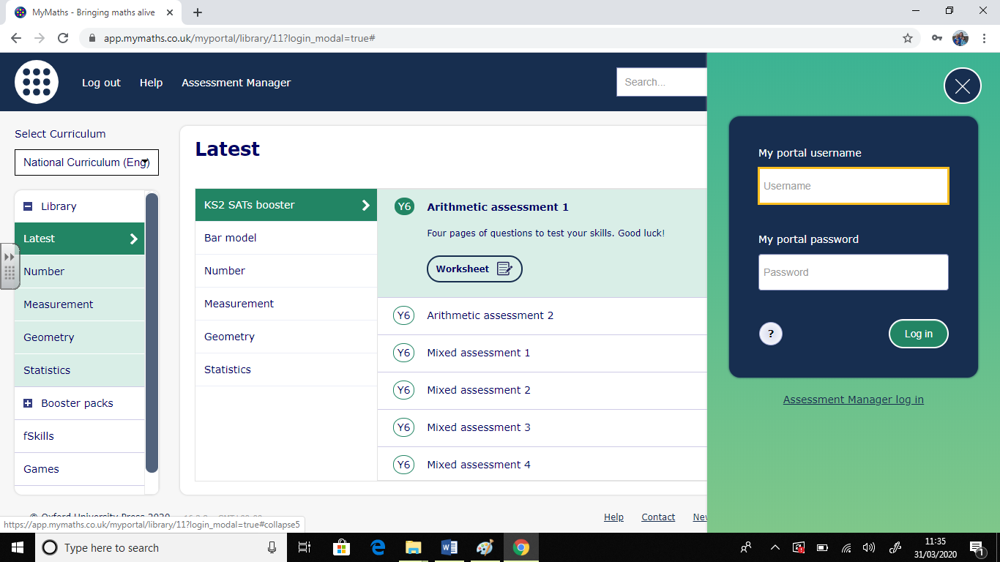 MyMaths - Bringing maths alive
app.mymaths.co.uk/myportal/library/11?login_modal=true#
Log out
Help
Assessment Manager
Search...
Select Curriculum
National Curriculum (Eng)
Library
Latest
Number
Measurement
Geometry
Statistics
Booster packs
fSkills
Games
Latest
KS2 SATs booster
Bar model
Number
Measurement
Geometry
Statistics
Y6 Arithmetic assessment 1
Four pages of questions to test your skills. Good luck!
Worksheet
Y6 Arithmetic assessment 2
Y6 Mixed assessment 1
Y6 Mixed assessment 2
Y6 Mixed assessment 3
Y6 Mixed assessment 4
My portal username
Username
My portal password
Password
?
Log in
Assessment Manager log in
© Oxford University Press 2020
Help
Contact
https://app.mymaths.co.uk/myportal/library/11?login_modal=true#collapse5
Type here to search
11:35
31/03/2020
1